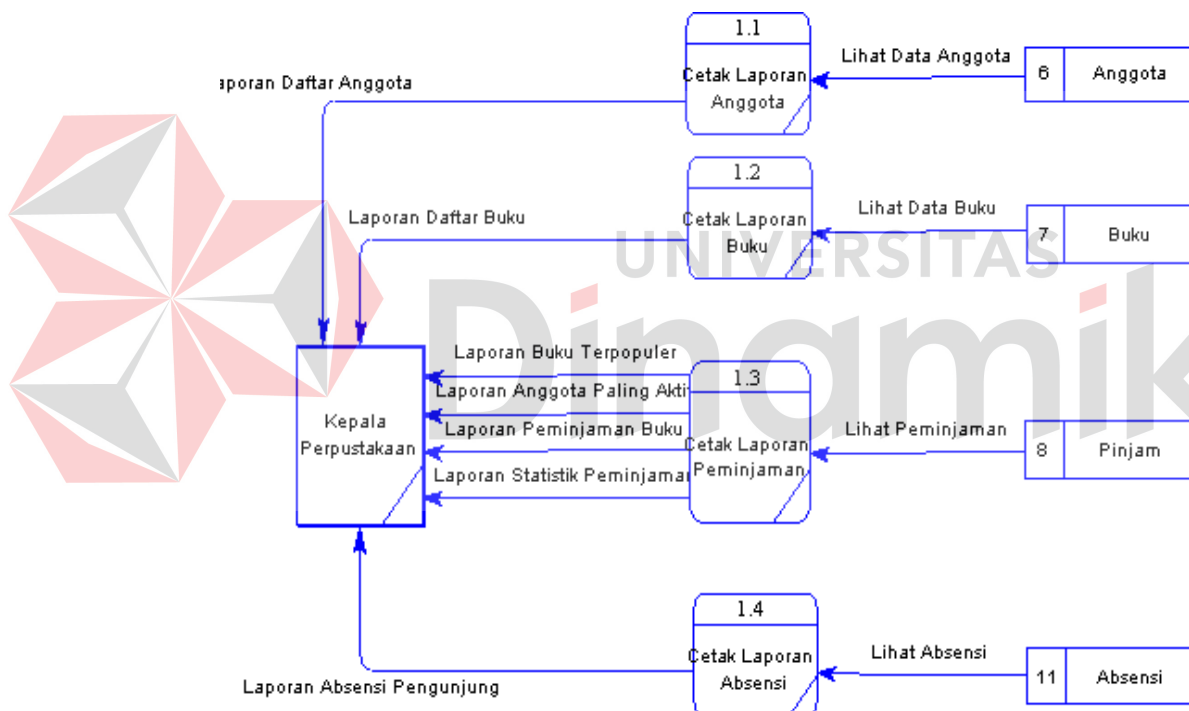 1.1
Lihat Data Anggota
6 Anggota
Cetak Laporan
Anggota
aporan Daftar Anggota
1.2
Laporan Daftar Buku
Cetak Laporan
Buku
Lihat Data Buku
7 Buku
UNIVERSITAS
Dinamik
Laporan Buku Terpopuler
Laporan Anggota Paling Akti
Laporan Peminjaman Buku
Laporan Statistik Peminjaman
Kepala
Perpustakaan
1.3
Cetak Laporan
Peminjaman
Lihat Peminjaman
8 Pinjam
1.4
Cetak Laporan
Absensi
Lihat Absensi
11 Absensi
Laporan Absensi Pengunjung